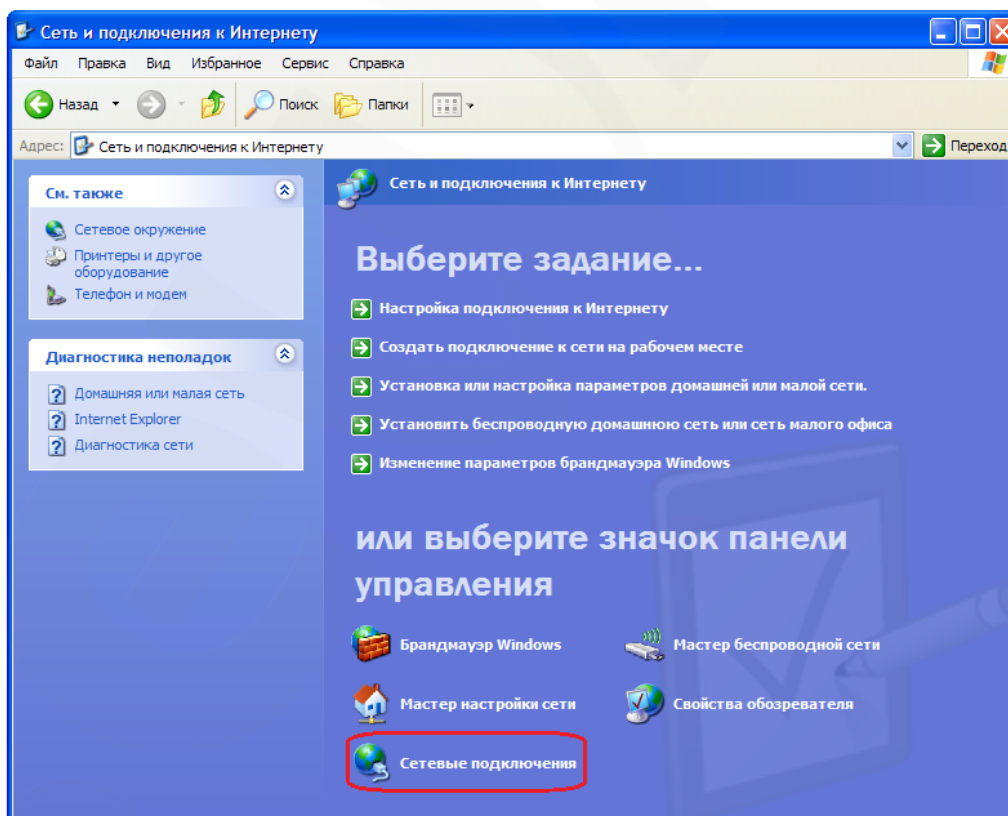 Сеть и подключения к Интернету
Файл Правка Вид Избранное Сервис Справка
Назад Поиск Папки
Адрес: Сеть и подключения к Интернету Переход
См. также
Сетевое окружение
Принтеры и другое
оборудование
Телефон и модем
Диагностика неполадок
Домашняя или малая сеть
Internet Explorer
Диагностика сети
Сеть и подключения к Интернету
Выберите задание...
Настройка подключения к Интернету
Создать подключение к сети на рабочем месте
Установка или настройка параметров домашней или малой сети.
Установить беспроводную домашнюю сеть или сеть малого офиса
Изменение параметров брандмауэра Windows
или выберите значок панели
управления
Брандмауэр Windows Мастер беспроводной сети
Мастер настройки сети Свойства обозревателя
Сетевые подключения